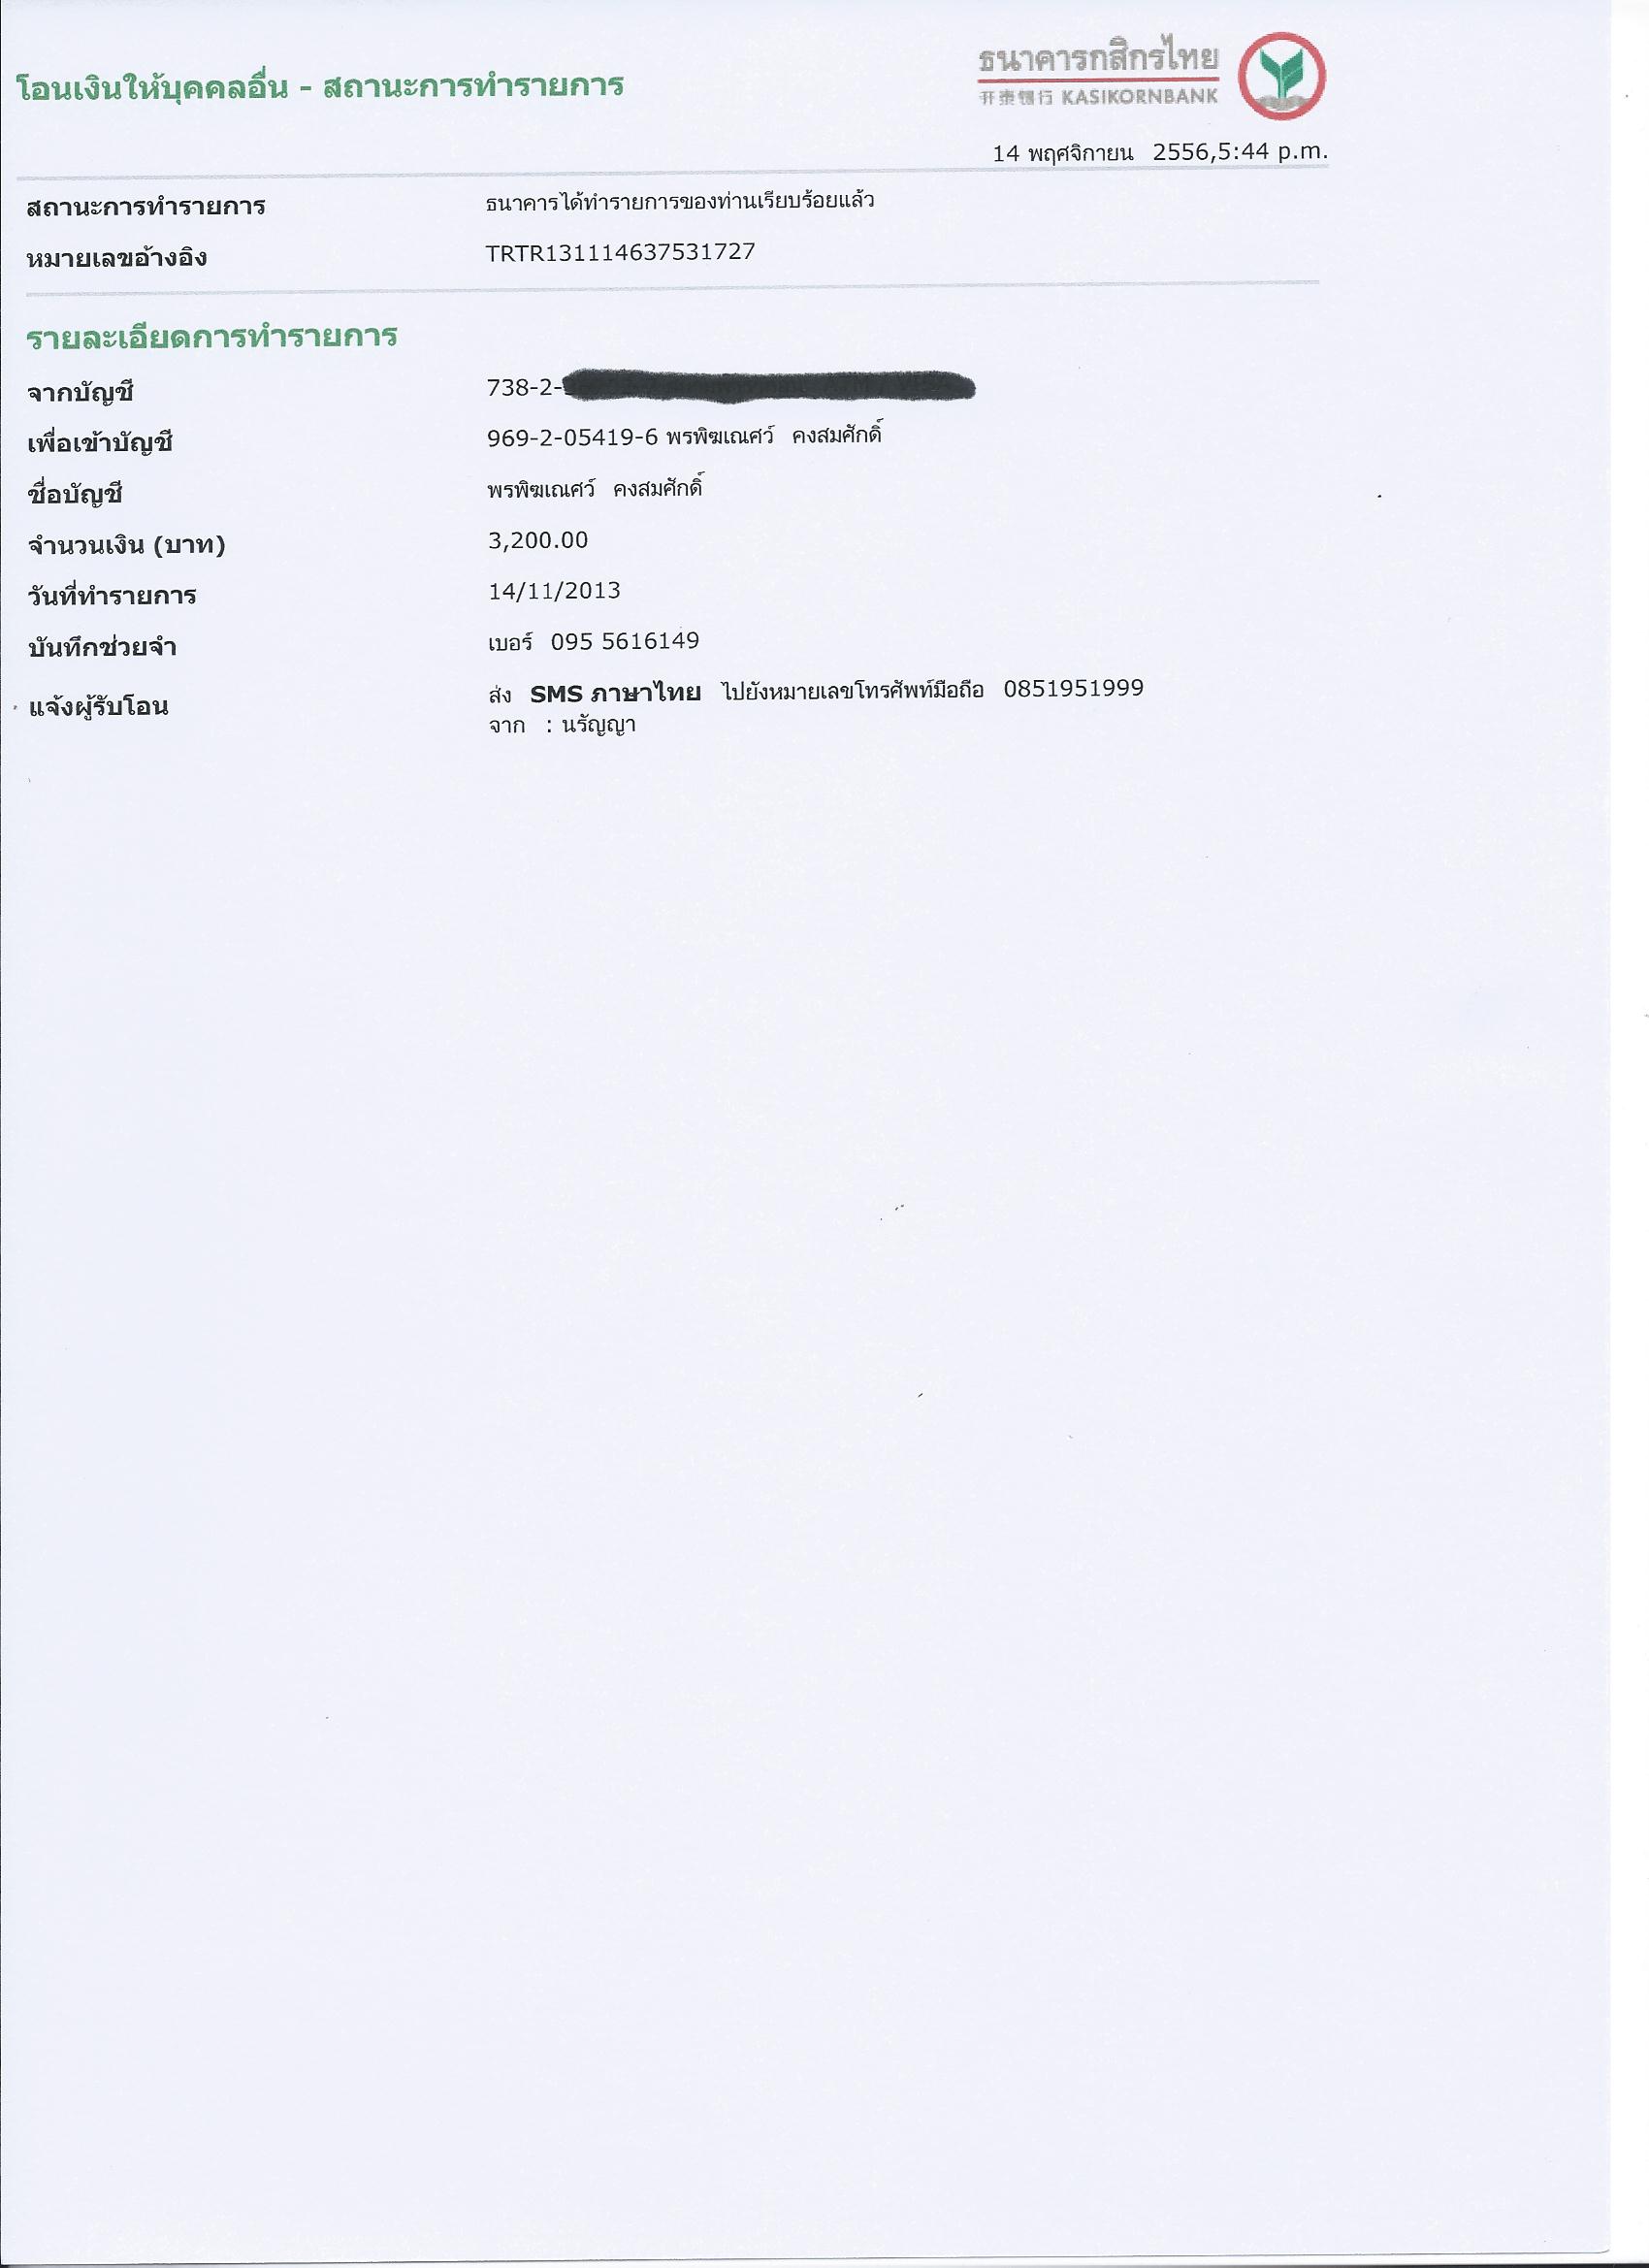 โอนเงินให้บุคคลอื่น - สถานะการทำรายการ
ธนาคารกสิกรไทย
开泰银行 KASIKORNBANK
14 พฤศจิกายน 2556,5:44 p.m.
สถานะการทำรายการ ธนาคารได้ทำรายการของท่านเรียบร้อยแล้ว
หมายเลขอ้างอิง TRTR131114637531727
รายละเอียดการทำรายการ
จากบัญชี 738-2-
เพื่อเข้าบัญชี 969-2-05419-6 พรพิฆเณศว์ คงสมศักดิ์
ชื่อบัญชี พรพิฆเณศว์ คงสมศักดิ์
จำนวนเงิน (บาท) 3,200.00
วันที่ทำรายการ 14/11/2013
บันทึกช่วยจำ เบอร์ 095 5616149
แจ้งผู้รับโอน ส่ง SMS ภาษาไทย ไปยังหมายเลขโทรศัพท์มือถือ 0851951999
จาก : นรัญญา